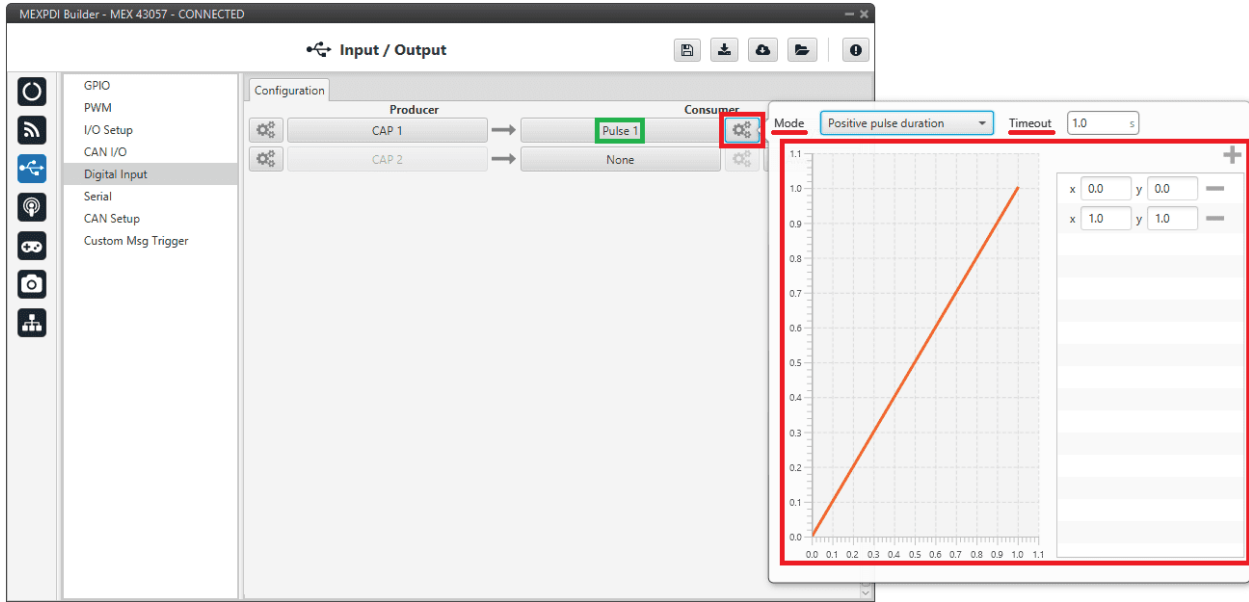 MEXPDI Builder - MEX 43057 - CONNECTED
Input / Output
GPIO
PWM
I/O Setup
CAN I/O
Digital Input
Serial
CAN Setup
Custom Msg Trigger
Configuration
Producer Consumer
CAP 1 Pulse 1
CAP 2 None
Mode Positive pulse duration Timeout 1.0 s
1.1
1.0
0.9
0.8
0.7
0.6
0.5
0.4
0.3
0.2
0.1
0.0
0.0 0.1 0.2 0.3 0.4 0.5 0.6 0.7 0.8 0.9 1.0 1.1
x 0.0 y 0.0
x 1.0 y 1.0